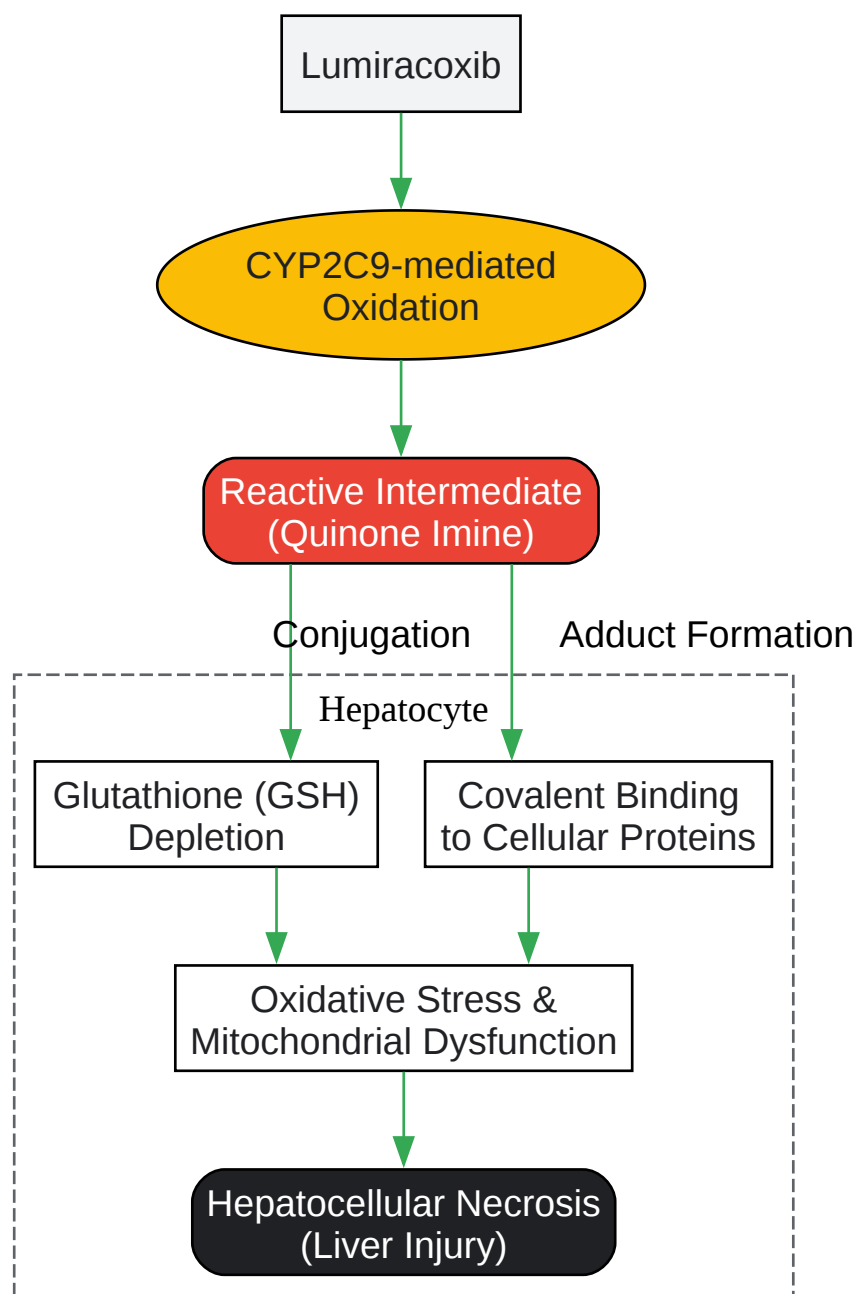 Lumiracoxib
CYP2C9-mediated
Oxidation
Reactive Intermediate
(Quinone Imine)
Conjugation
Adduct Formation
Hepatocyte
Glutathione (GSH)
Depletion
Covalent Binding
to Cellular Proteins
Oxidative Stress &
Mitochondrial Dysfunction
Hepatocellular Necrosis
(Liver Injury)